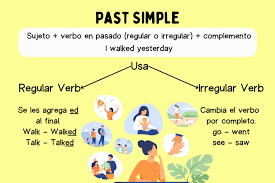 PAST SIMPLE
Sujeto + verbo en pasado (regular o irregular) + complemento
I walked yesterday
Usa
Regular Verb
Irregular Verb
Se les agrega ed
al final.
Walk - Walked
Talk - Talked
Cambia el verbo
por completo.
go - went
see - saw